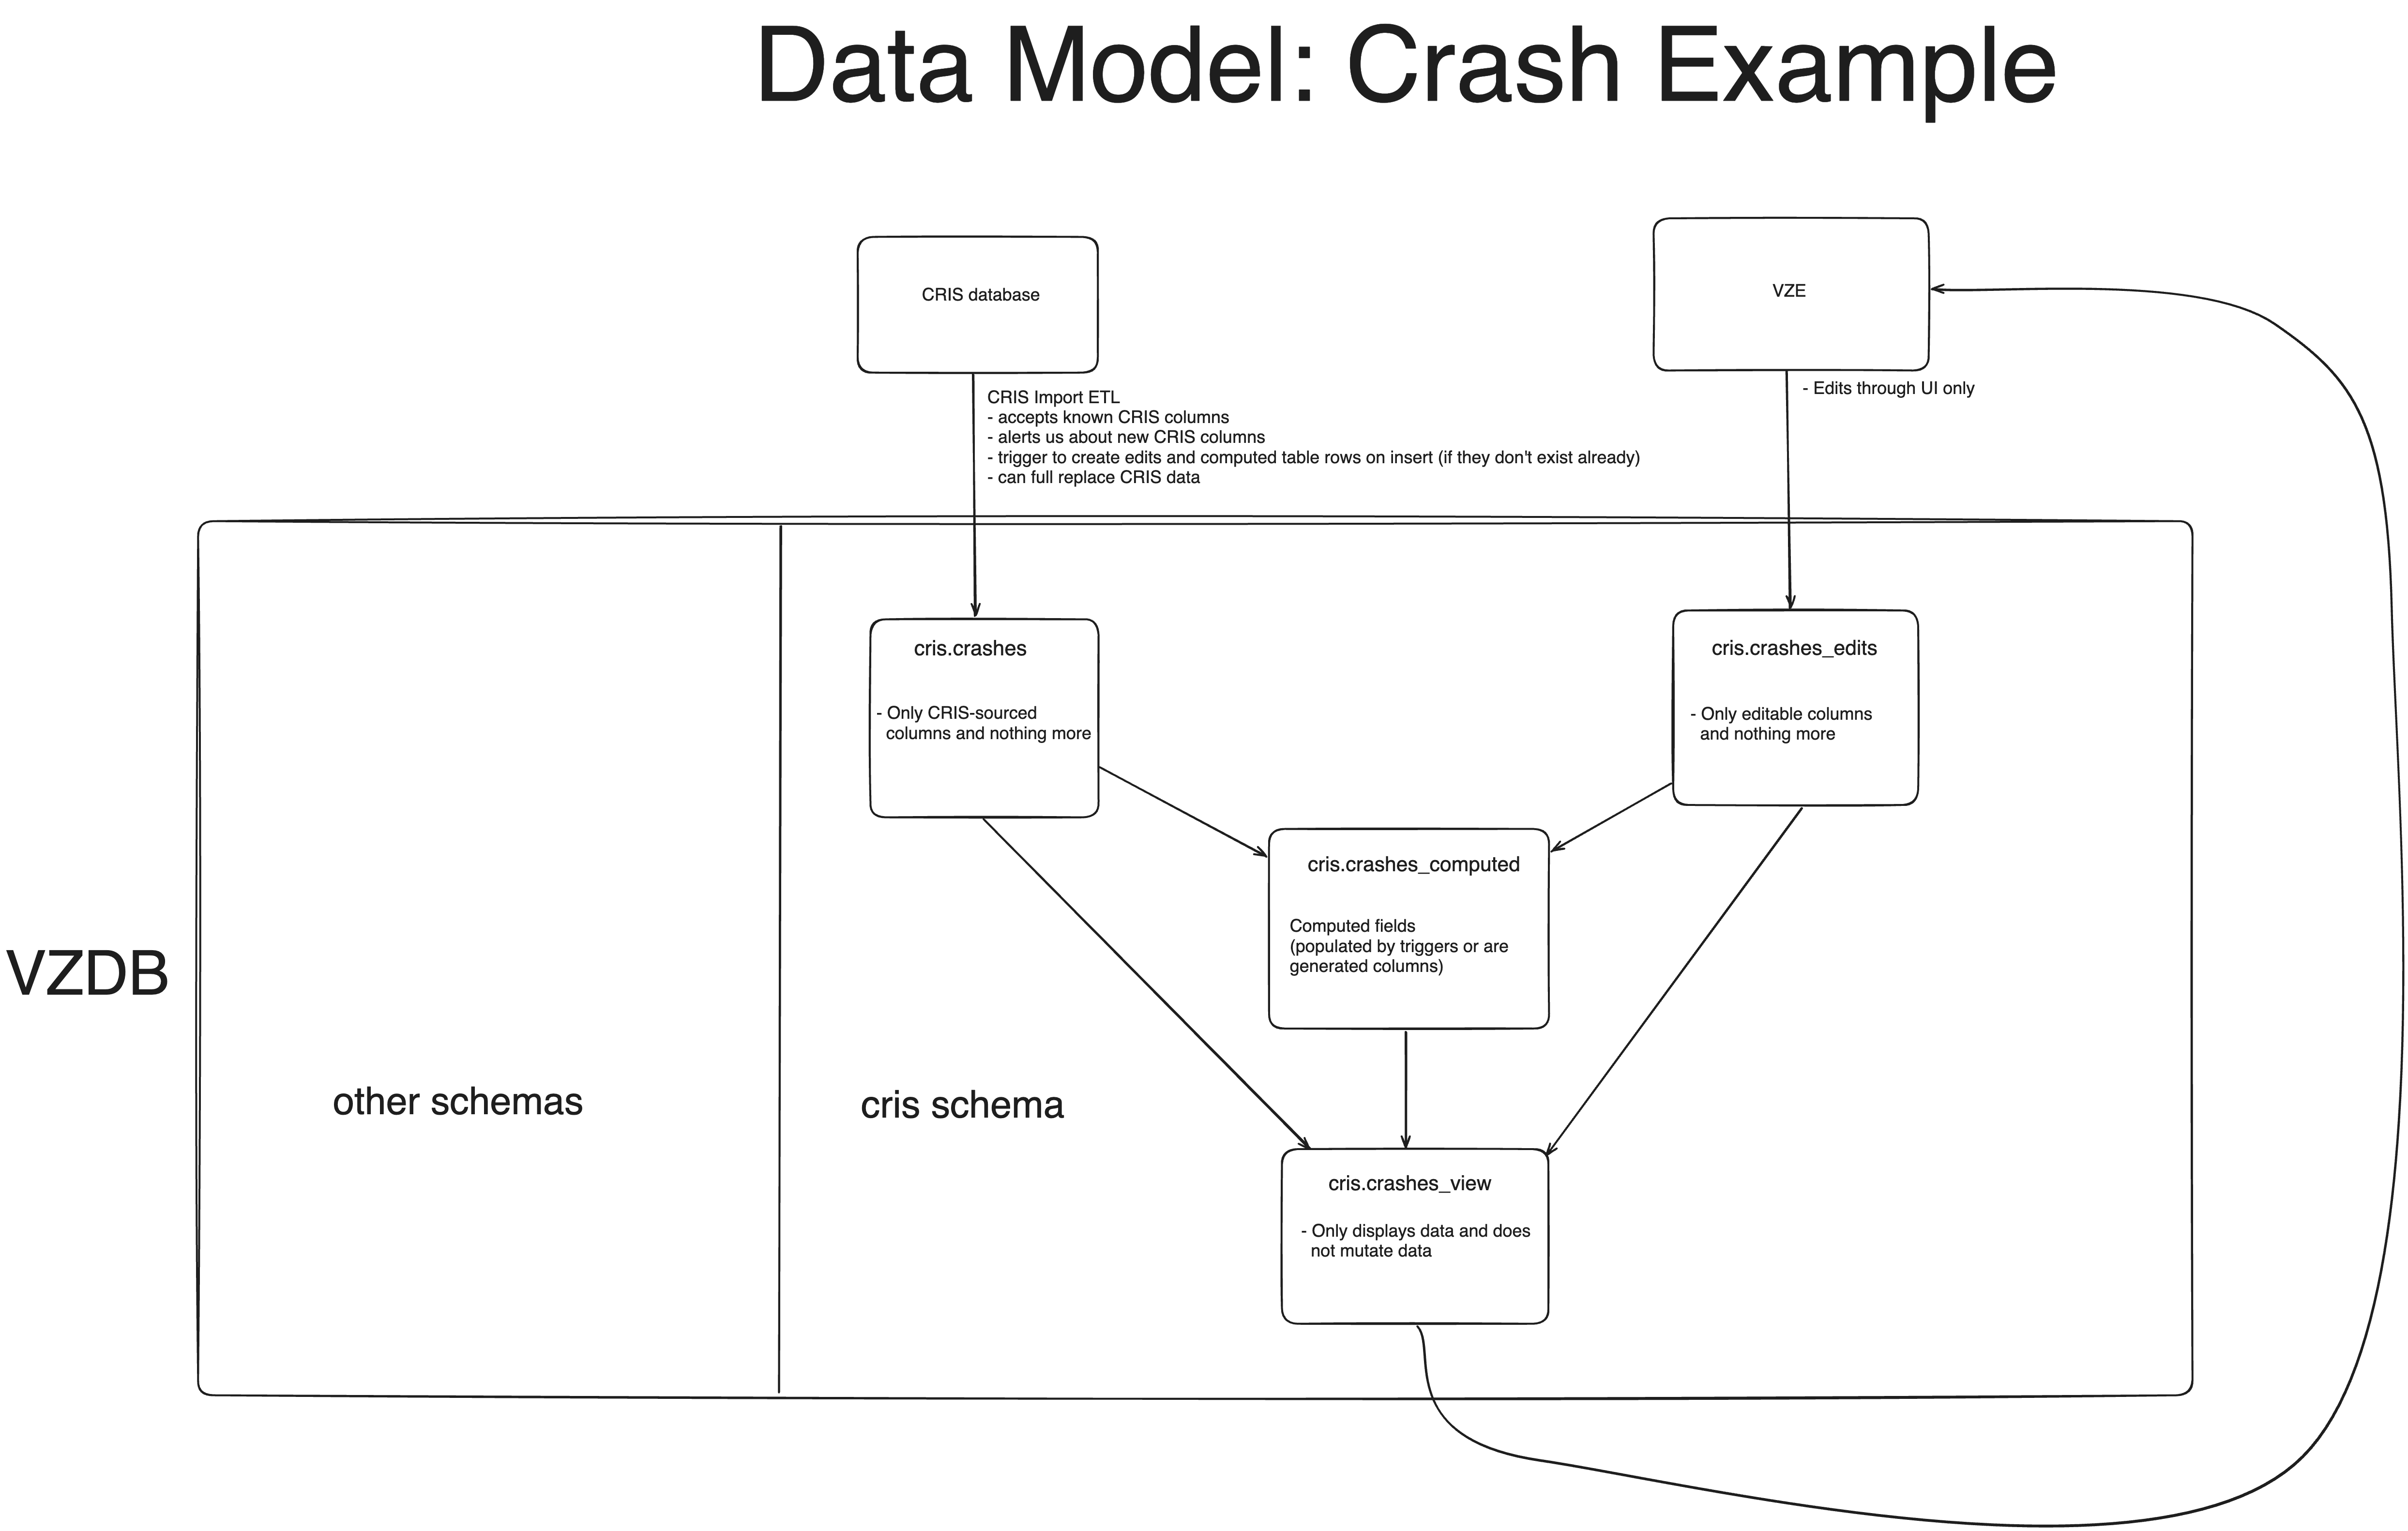 Data Model: Crash Example
CRIS database
VZE
CRIS Import ETL
- accepts known CRIS columns
- alerts us about new CRIS columns
- trigger to create edits and computed table rows on insert (if they don't exist already)
- can full replace CRIS data
- Edits through UI only
cris.crashes
- Only CRIS-sourced
columns and nothing more
cris.crashes_edits
- Only editable columns
and nothing more
cris.crashes_computed
Computed fields
(populated by triggers or are
generated columns)
VZDB
other schemas
cris schema
cris.crashes_view
- Only displays data and does
not mutate data